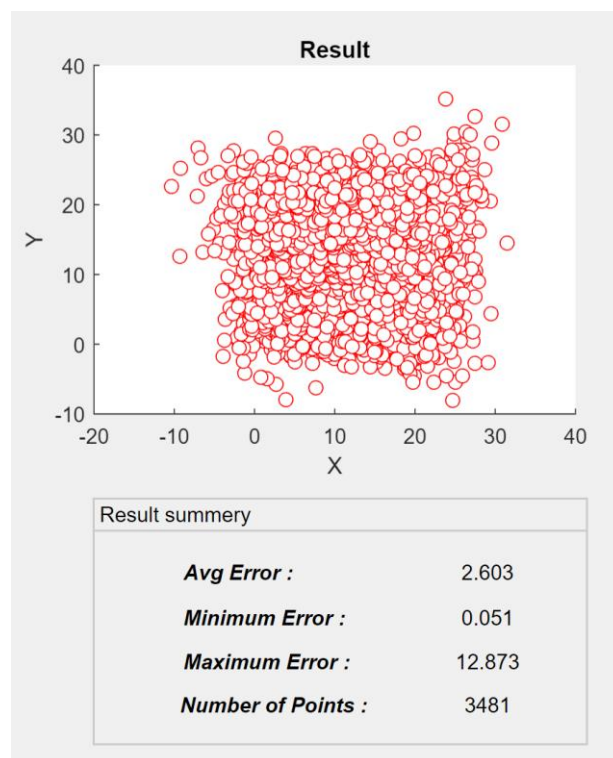 Result
40
30
20
10
0
-10
Y
-20 -10 0 10 20 30 40
X
Result summery
Avg Error : 2.603
Minimum Error : 0.051
Maximum Error : 12.873
Number of Points : 3481